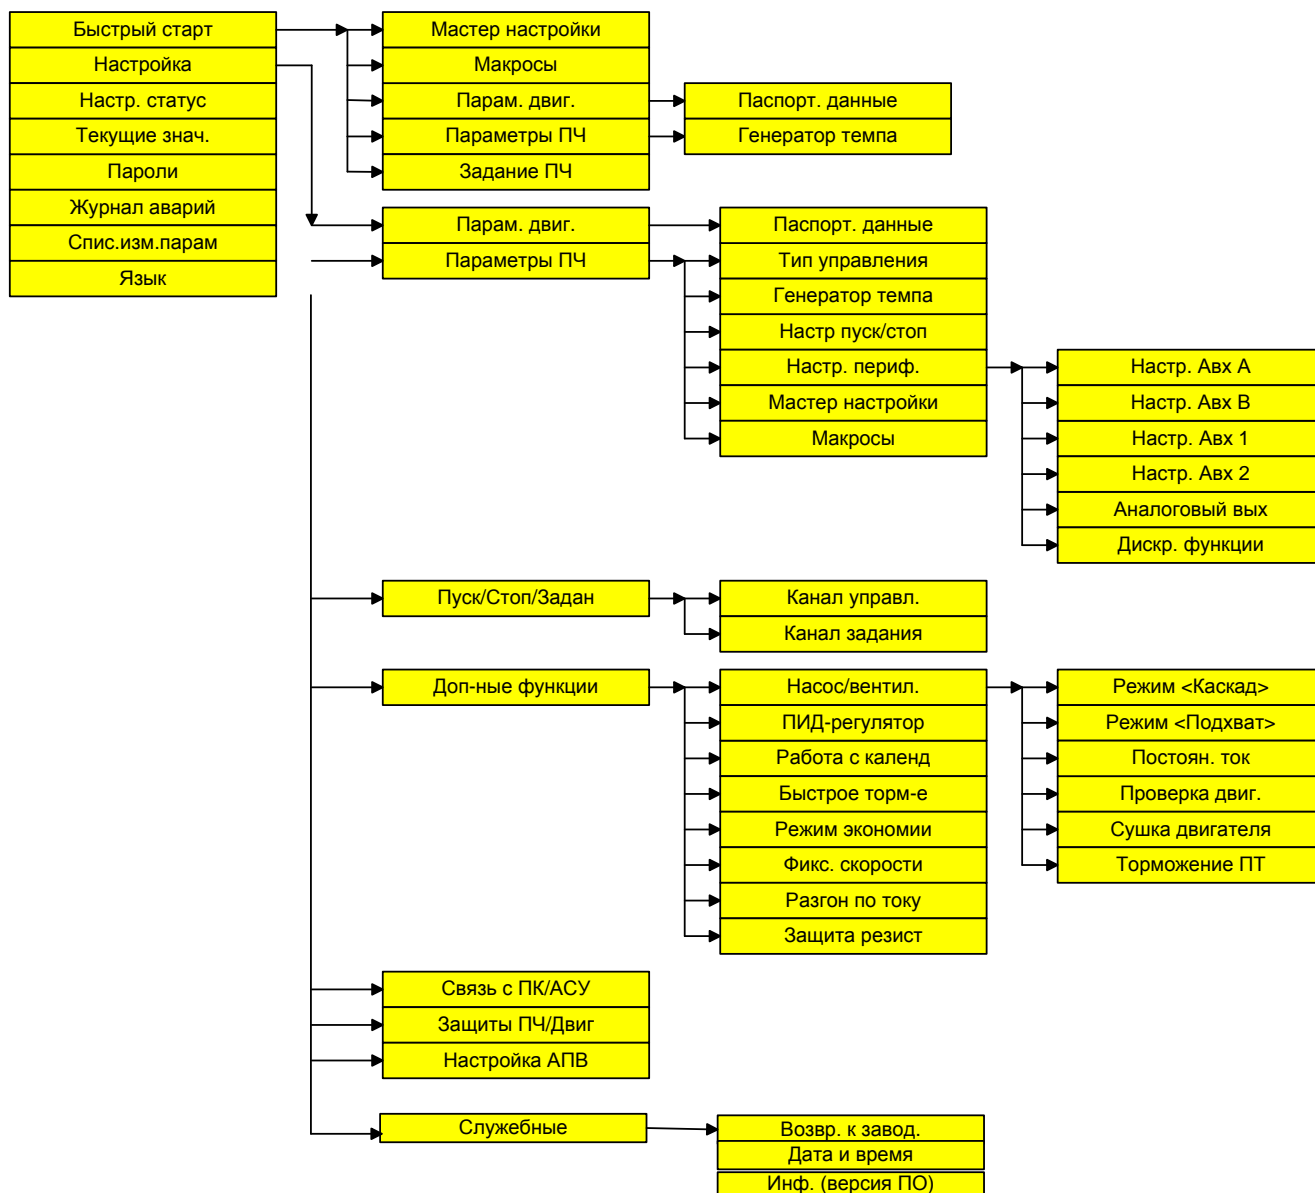 Быстрый старт
Настройка
Настр. статус
Текущие знач.
Пароли
Журнал аварий
Спис.изм.парам
Язык
Мастер настройки
Макросы
Парам. двиг.
Параметры ПЧ
Задание ПЧ
Паспорт. данные
Генератор темпа
Парам. двиг.
Параметры ПЧ
Паспорт. данные
Тип управления
Генератор темпа
Настр пуск/стоп
Настр. периф.
Мастер настройки
Макросы
Настр. Авх А
Настр. Авх В
Настр. Авх 1
Настр. Авх 2
Аналоговый вых
Дискр. функции
Пуск/Стоп/Задан
Канал управл.
Канал задания
Доп-ные функции
Насос/вентил.
ПИД-регулятор
Работа с календ
Быстрое торм-е
Режим экономии
Фикс. скорости
Разгон по току
Защита резист
Режим <Каскад>
Режим <Подхват>
Постоян. ток
Проверка двиг.
Сушка двигателя
Торможение ПТ
Связь с ПК/АСУ
Защиты ПЧ/Двиг
Настройка АПВ
Служебные
Возвр. к завод.
Дата и время
Инф. (версия ПО)